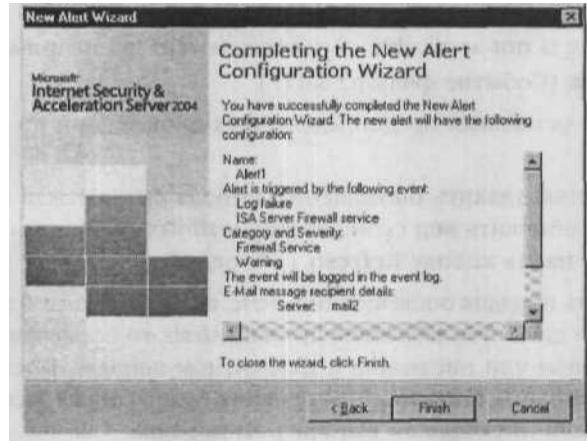 New Alert Wizard
Completing the New Alert
Configuration Wizard
Microsoft
Internet Security &
Acceleration Server 2004
You have successfully completed the New Alert
Configuration Wizard. The new alert will have the following
configuration:
Name:
Alert1
Alert is triggered by the following event:
Log failure
ISA Server Firewall service
Category and Severity:
Firewall Service
Warning
The event will be logged in the event log.
E-Mail message recipient details:
Server: mail2
To close the wizard, click Finish.
< Back
Finish
Cancel